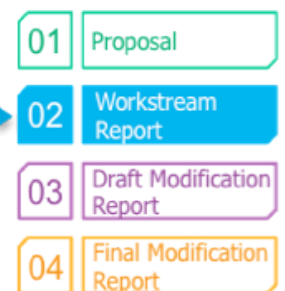 01 Proposal
02 Workstream
Report
03 Draft Modification
Report
04 Final Modification
Report